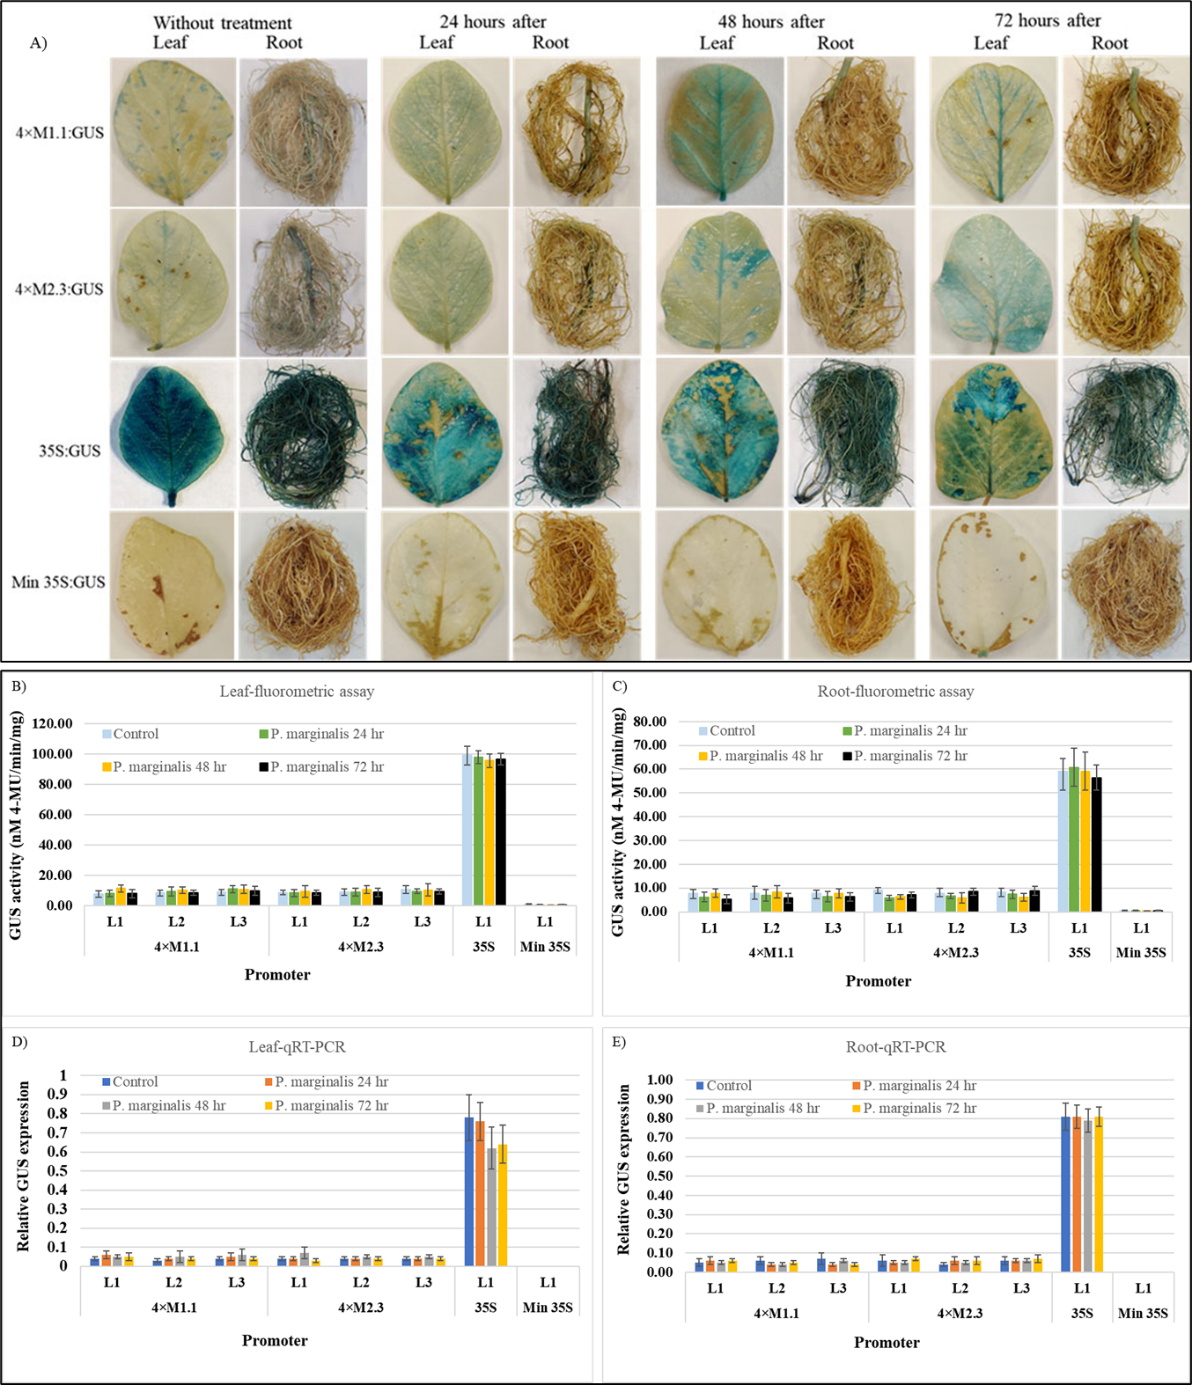 Without treatment 24 hours after 48 hours after 72 hours after
A) Leaf Root Leaf Root Leaf Root Leaf Root
4×M1.1:GUS
4×M2.3:GUS
35S:GUS
Min 35S:GUS
B)
Leaf-fluorometric assay
GUS activity (nM 4-MU/min/mg)
120.00
100.00
80.00
60.00
40.00
20.00
0.00
Control P. marginalis 24 hr
P. marginalis 48 hr P. marginalis 72 hr
L1 L2 L3 L1 L2 L3 L1 L1
4×M1.1 4×M2.3 35S Min 35S
Promoter
C)
Root-fluorometric assay
GUS activity (nM 4-MU/min/mg)
80.00
70.00
60.00
50.00
40.00
30.00
20.00
10.00
0.00
Control P. marginalis 24 hr
P. marginalis 48 hr P. marginalis 72 hr
L1 L2 L3 L1 L2 L3 L1 L1
4×M1.1 4×M2.3 35S Min 35S
Promoter
D)
Leaf-qRT-PCR
Relative GUS expression
1
0.9
0.8
0.7
0.6
0.5
0.4
0.3
0.2
0.1
0
Control P. marginalis 24 hr
P. marginalis 48 hr P. marginalis 72 hr
L1 L2 L3 L1 L2 L3 L1 L1
4×M1.1 4×M2.3 35S Min 35S
Promoter
E)
Root-qRT-PCR
Relative GUS expression
1.00
0.90
0.80
0.70
0.60
0.50
0.40
0.30
0.20
0.10
0.00
Control P. marginalis 24 hr
P. marginalis 48 hr P. marginalis 72 hr
L1 L2 L3 L1 L2 L3 L1 L1
4×M1.1 4×M2.3 35S Min 35S
Promoter